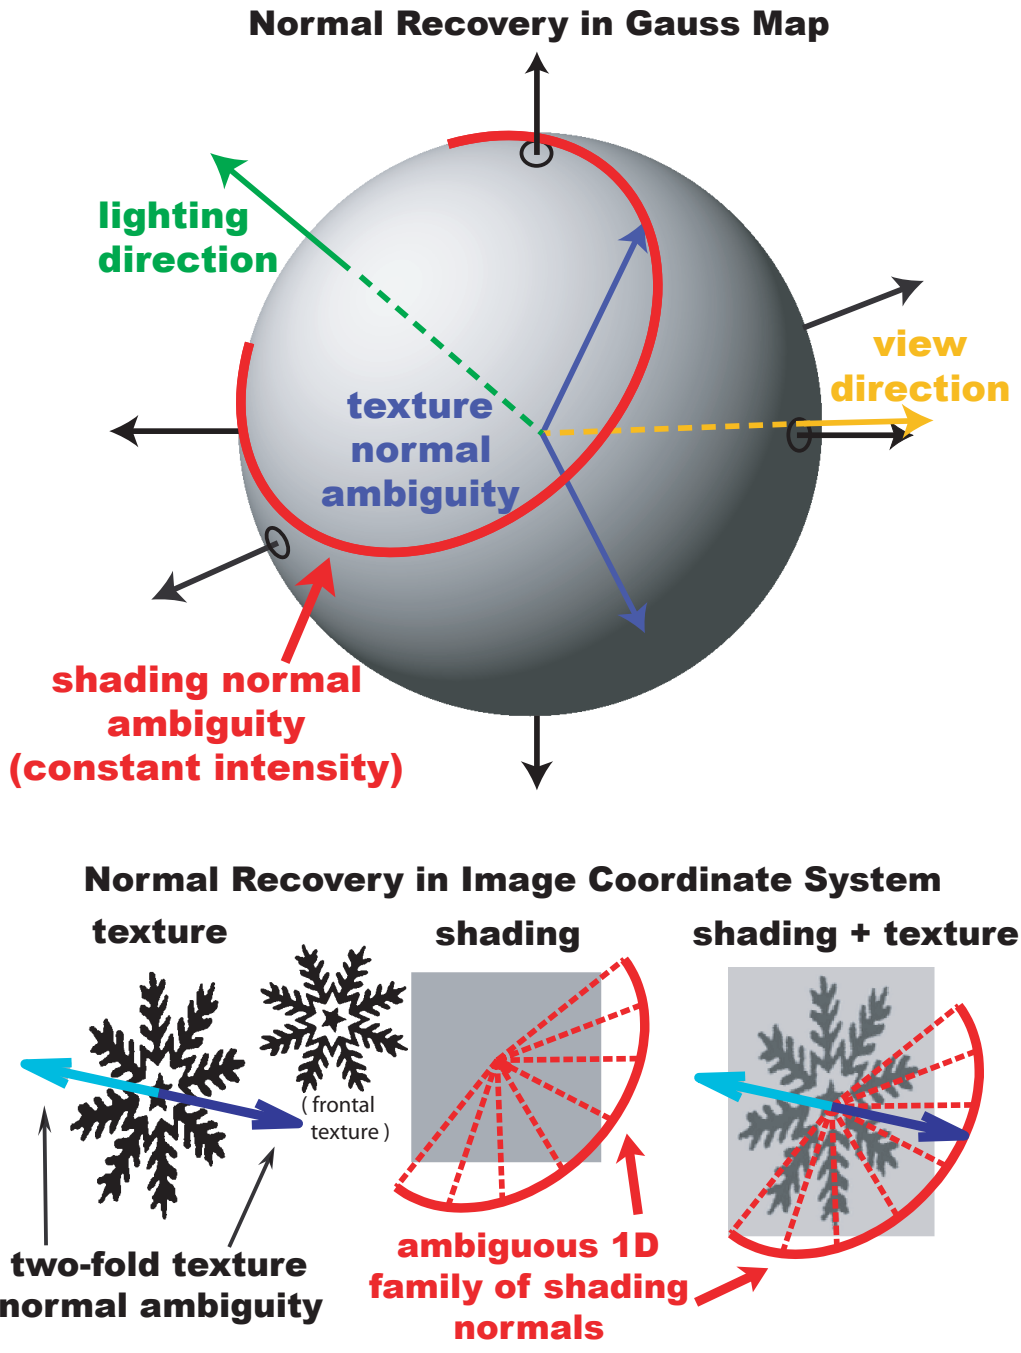 Normal Recovery in Gauss Map
lighting
direction
view
direction
texture
normal
ambiguity
shading normal
ambiguity
(constant intensity)
Normal Recovery in Image Coordinate System
texture
shading
shading + texture
( frontal
texture )
two-fold texture
normal ambiguity
ambiguous 1D
family of shading
normals